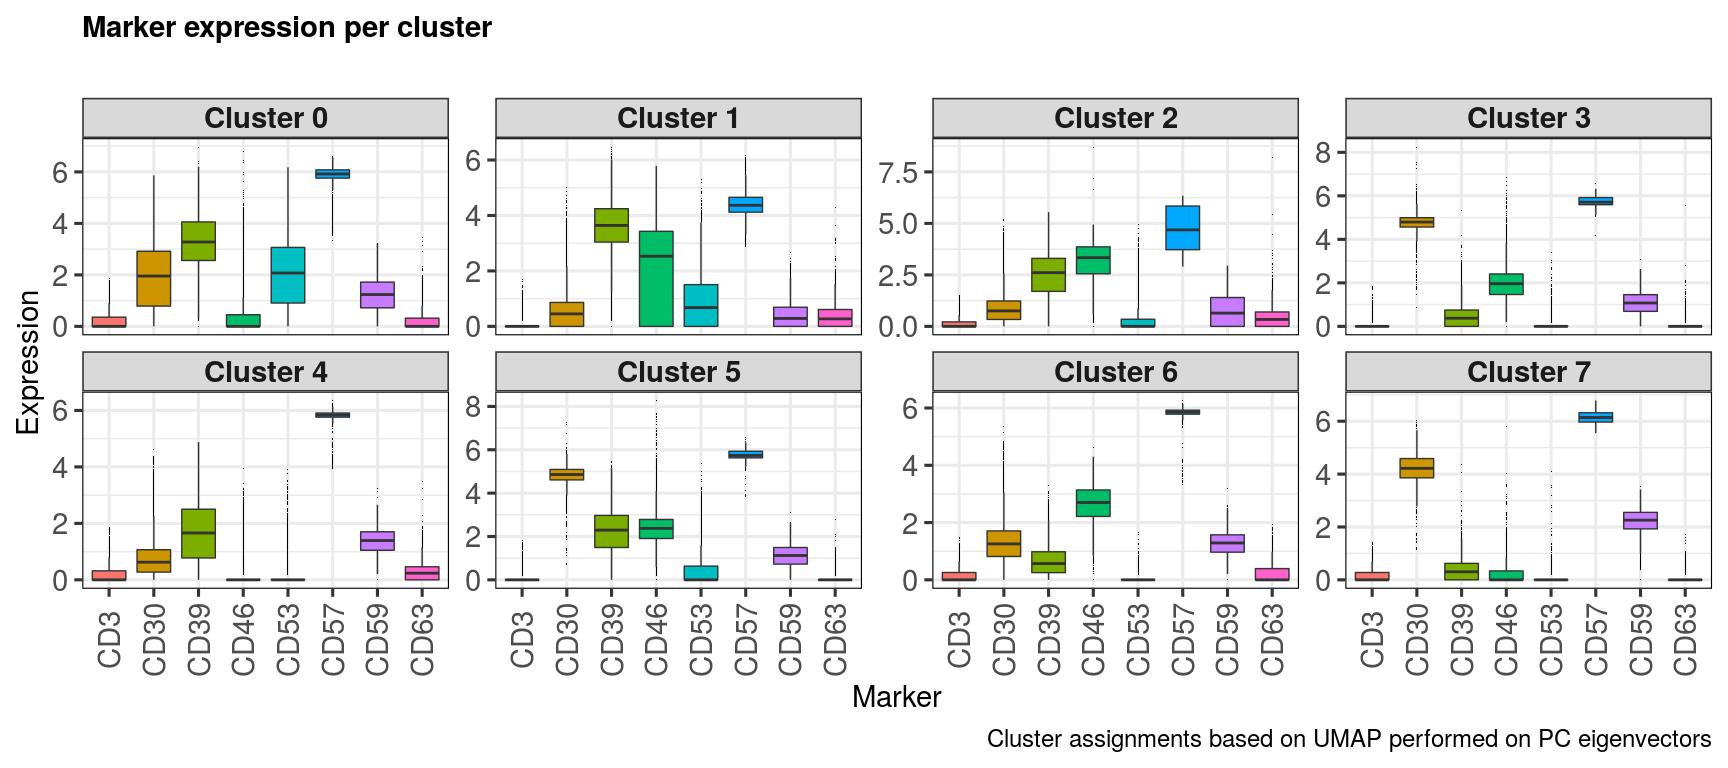 Marker expression per cluster
Cluster 0 Cluster 1 Cluster 2 Cluster 3
6 4 2 0
6 4 2 0
7.5 5.0 2.5 0.0
8 6 4 2 0
Expression
Cluster 4 Cluster 5 Cluster 6 Cluster 7
6 4 2 0
8 6 4 2 0
6 4 2 0
6 4 2 0
CD3 CD30 CD39 CD46 CD53 CD57 CD59 CD63
CD3 CD30 CD39 CD46 CD53 CD57 CD59 CD63
CD3 CD30 CD39 CD46 CD53 CD57 CD59 CD63
CD3 CD30 CD39 CD46 CD53 CD57 CD59 CD63
Marker
Cluster assignments based on UMAP performed on PC eigenvectors